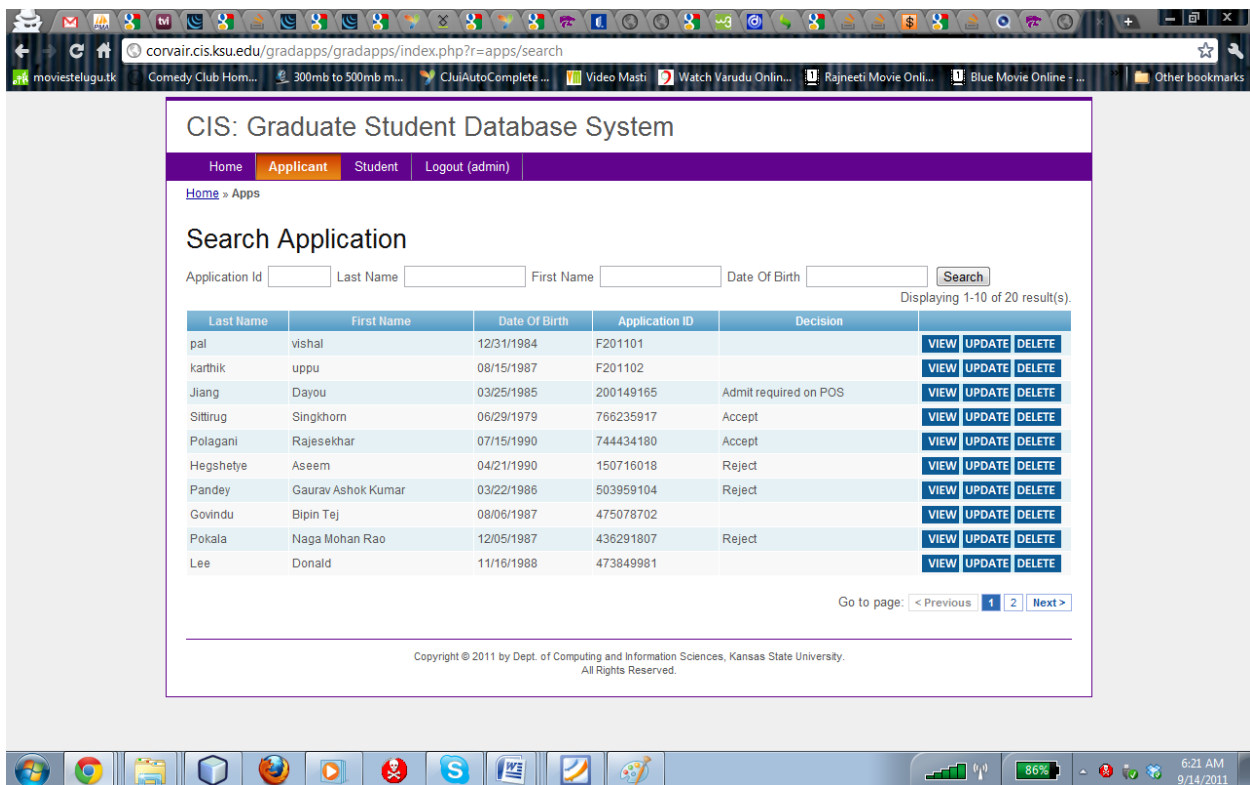 corvair.cis.ksu.edu/gradapps/gradapps/index.php?r=apps/search
moviestelugu.tk Comedy Club Hom... 300mb to 500mb m... CJuiAutoComplete ... Video Masti Watch Varudu Onlin... Rajneeti Movie Onli... Blue Movie Online - ... » Other bookmarks
CIS: Graduate Student Database System
Home Applicant Student Logout (admin)
Home » Apps
Search Application
Application Id Last Name First Name Date Of Birth Search
Displaying 1-10 of 20 result(s).
Last Name First Name Date Of Birth Application ID Decision
pal vishal 12/31/1984 F201101 VIEW UPDATE DELETE
karthik uppu 08/15/1987 F201102 VIEW UPDATE DELETE
Jiang Dayou 03/25/1985 200149165 Admit required on POS VIEW UPDATE DELETE
Sittirug Singkhorn 06/29/1979 766235917 Accept VIEW UPDATE DELETE
Polagani Rajesekhar 07/15/1990 744434180 Accept VIEW UPDATE DELETE
Hegshetye Aseem 04/21/1990 150716018 Reject VIEW UPDATE DELETE
Pandey Gaurav Ashok Kumar 03/22/1986 503959104 Reject VIEW UPDATE DELETE
Govindu Bipin Tej 08/06/1987 475078702 VIEW UPDATE DELETE
Pokala Naga Mohan Rao 12/05/1987 436291807 Reject VIEW UPDATE DELETE
Lee Donald 11/16/1988 473849981 VIEW UPDATE DELETE
Go to page: < Previous 1 2 Next >
Copyright © 2011 by Dept. of Computing and Information Sciences, Kansas State University.
All Rights Reserved.
86% 6:21 AM
9/14/2011